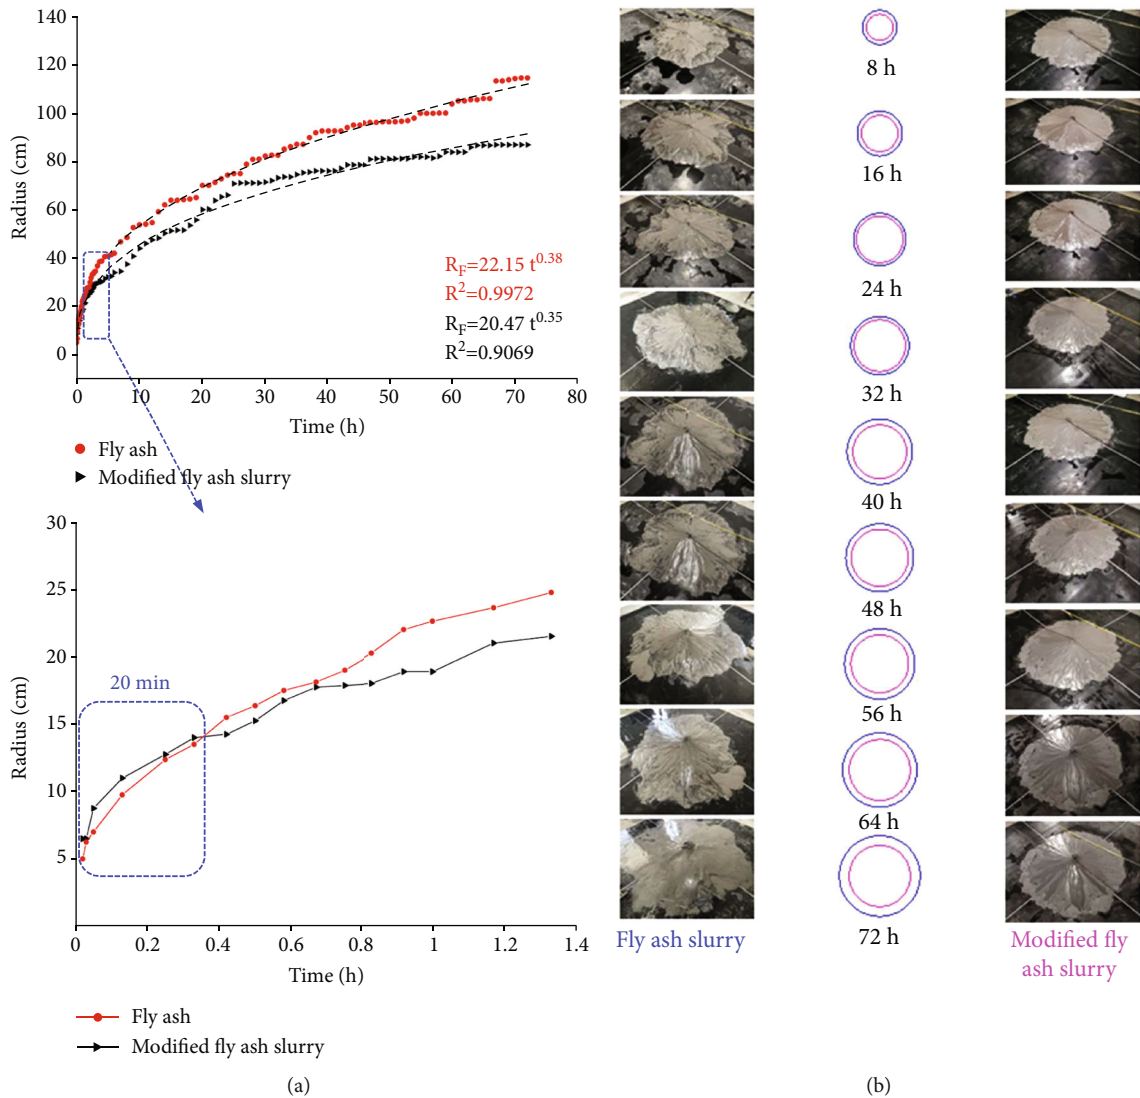 140
120
100
80
60
40
20
0
Radius (cm)
R_F=22.15 t^0.38
R^2=0.9972
R_F=20.47 t^0.35
R^2=0.9069
0 10 20 30 40 50 60 70 80
Time (h)
Fly ash
Modified fly ash slurry
30
25
20
15
10
5
Radius (cm)
20 min
0 0.2 0.4 0.6 0.8 1 1.2 1.4
Time (h)
Fly ash
Modified fly ash slurry
(a)
8 h
16 h
24 h
32 h
40 h
48 h
56 h
64 h
72 h
Fly ash slurry
Modified fly
ash slurry
(b)